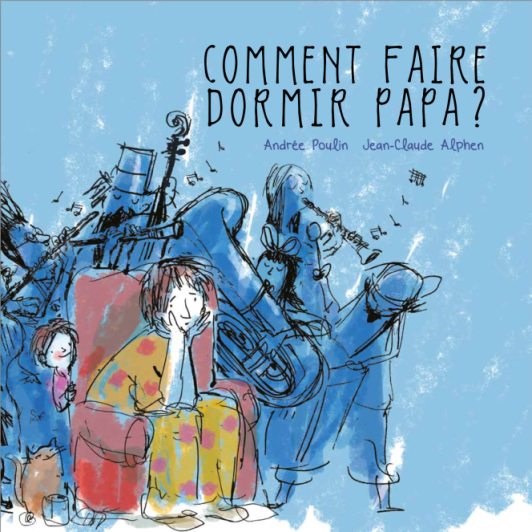 COMMENT FAIRE
DORMIR PAPA?
Andrée Poulin Jean-Claude Alphen